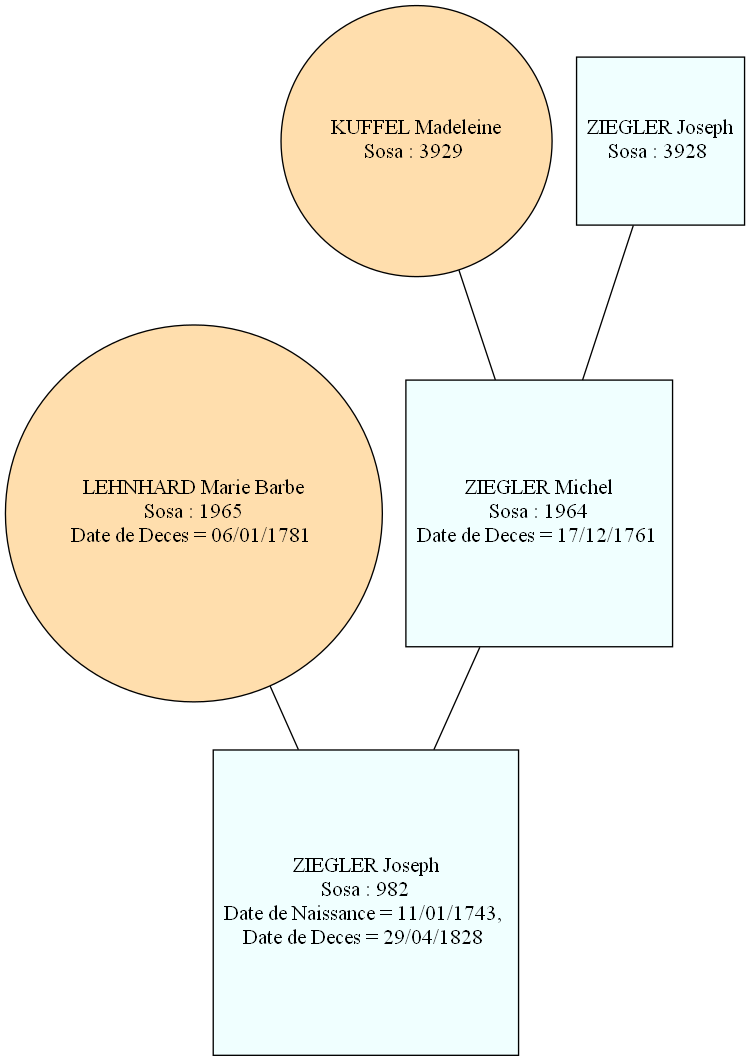 KUFFEL Madeleine
Sosa : 3929
ZIEGLER Joseph
Sosa : 3928
LEHNHARD Marie Barbe
Sosa : 1965
Date de Deces = 06/01/1781
ZIEGLER Michel
Sosa : 1964
Date de Deces = 17/12/1761
ZIEGLER Joseph
Sosa : 982
Date de Naissance = 11/01/1743,
Date de Deces = 29/04/1828